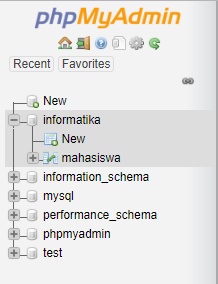 phpMyAdmin
Recent Favorites
New
informatika
New
mahasiswa
information_schema
mysql
performance_schema
phpmyadmin
test